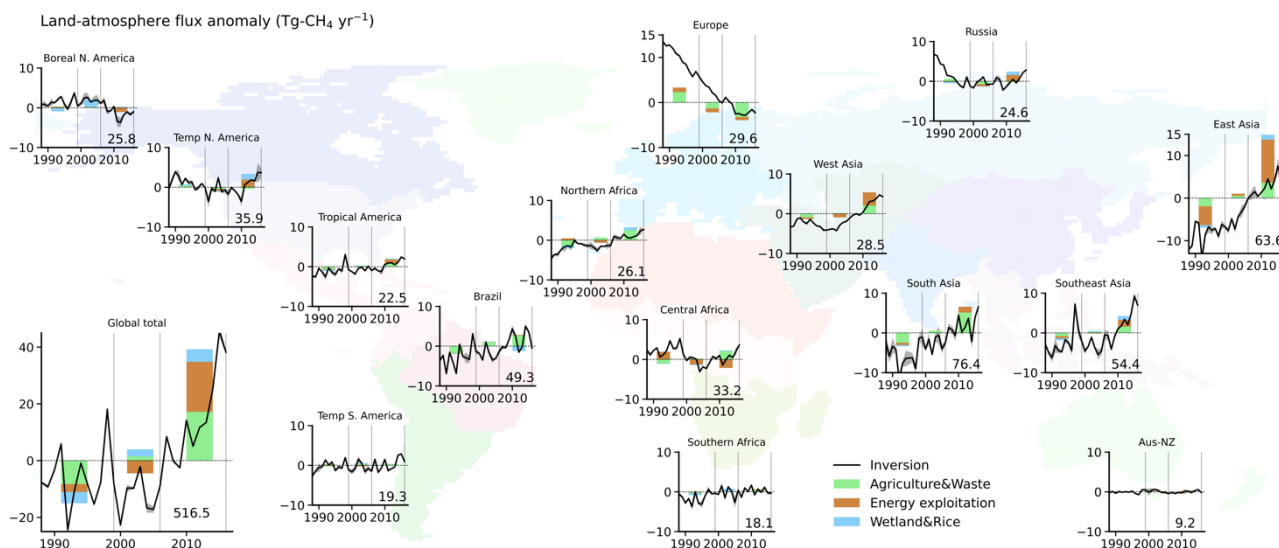 Land-atmosphere flux anomaly (Tg-CH₄ yr⁻¹)
Boreal N. America
10
0
−10
1990 2000 2010
25.8
Temp N. America
10
0
−10
1990 2000 2010
35.9
Tropical America
10
0
−10
1990 2000 2010
22.5
Brazil
10
0
−10
1990 2000 2010
49.3
Temp S. America
10
0
−10
1990 2000 2010
19.3
Global total
40
20
0
−20
1990 2000 2010
516.5
Europe
15
10
0
−10
1990 2000 2010
29.6
Northern Africa
10
0
−10
1990 2000 2010
26.1
Central Africa
10
0
−10
1990 2000 2010
33.2
Southern Africa
10
0
−10
1990 2000 2010
18.1
West Asia
10
0
−10
1990 2000 2010
28.5
Russia
10
0
−10
1990 2000 2010
24.6
East Asia
15
10
0
−10
1990 2000 2010
63.6
South Asia
10
0
−10
1990 2000 2010
76.4
Southeast Asia
10
0
−10
1990 2000 2010
54.4
Aus-NZ
10
0
−10
1990 2000 2010
9.2
Inversion
Agriculture&Waste
Energy exploitation
Wetland&Rice